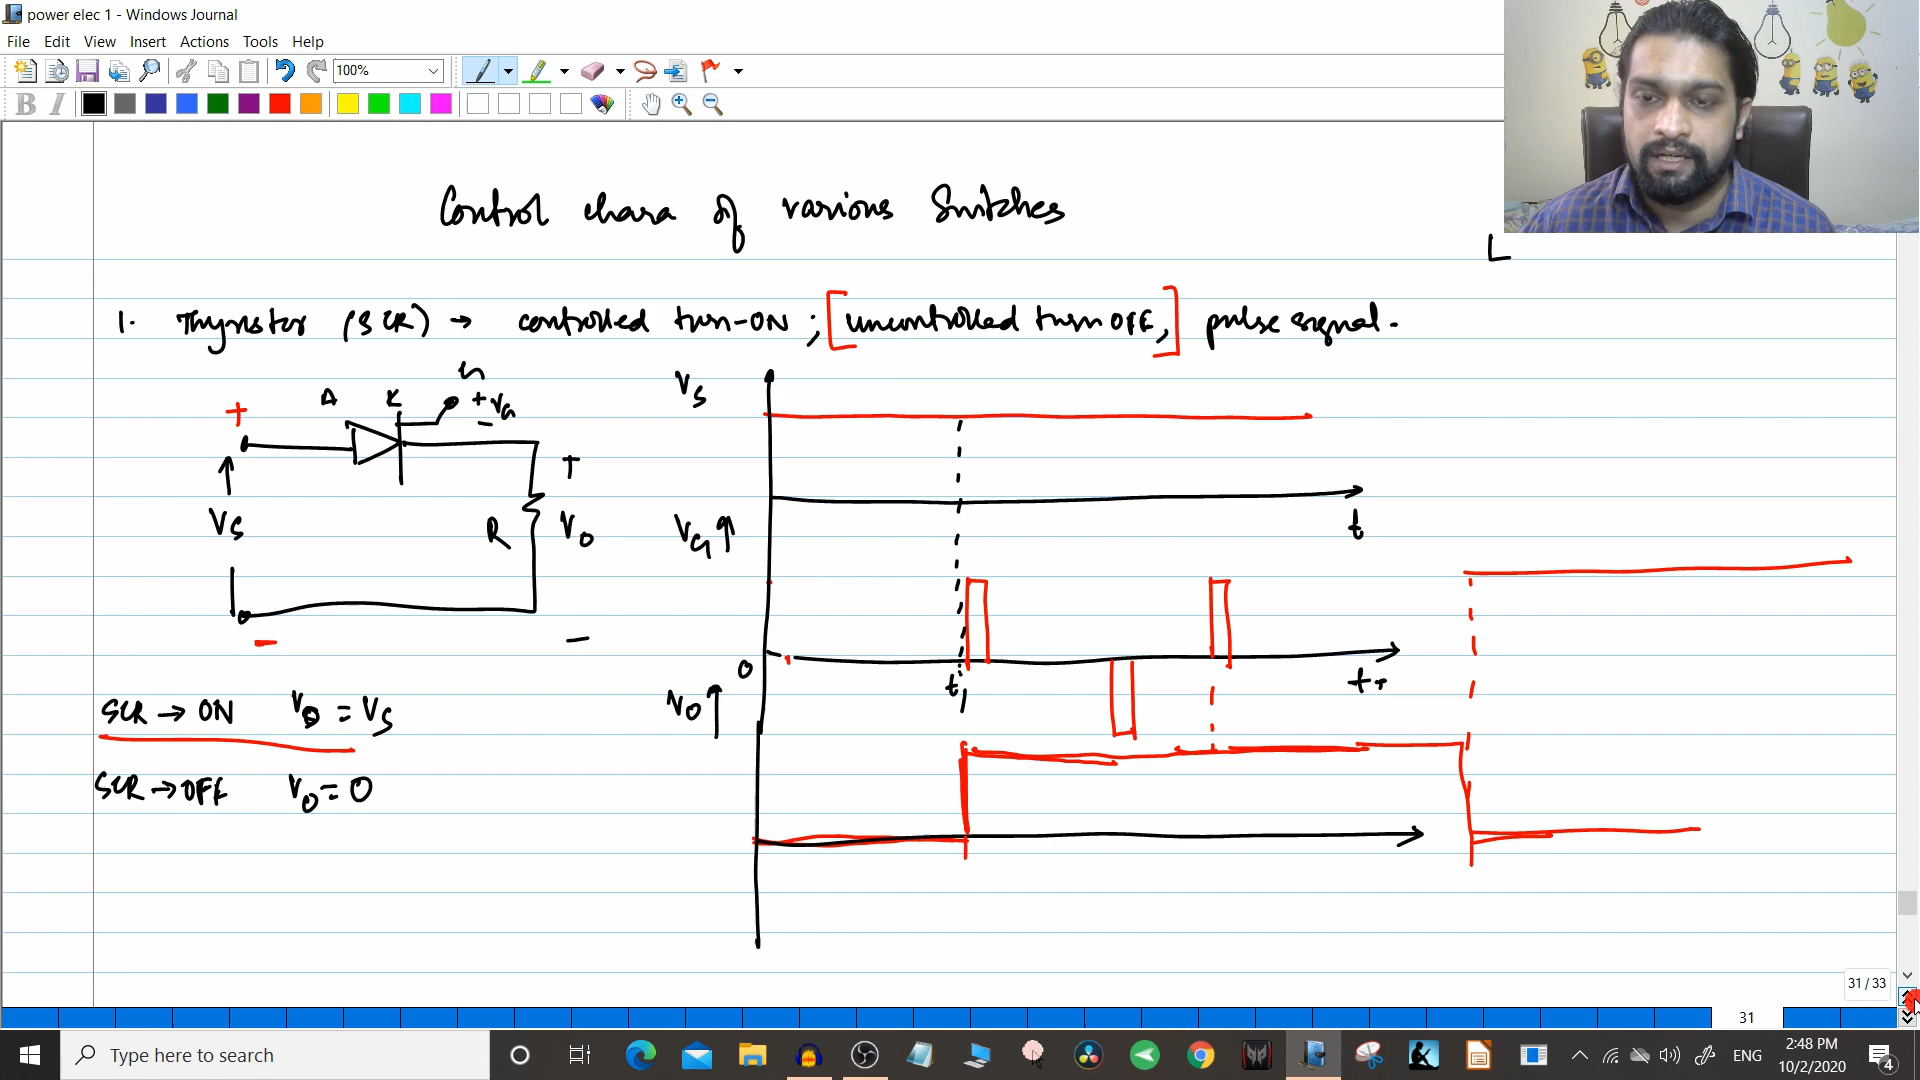 power elec 1 - Windows Journal
File Edit View Insert Actions Tools Help
100%
B I
Control chara of various Switches
1. Thyristor (SCR) → controlled turn-ON ; [uncontrolled turn OFF,] pulse signal.
A K G
+ VG -
+
VS
R
+
VO
-
-
VS
t
VG ↑
0
t1
t
VO ↑
SCR → ON VO = VS
SCR → OFF VO = 0
31 / 33
31
Type here to search
ENG
2:48 PM
10/2/2020
4